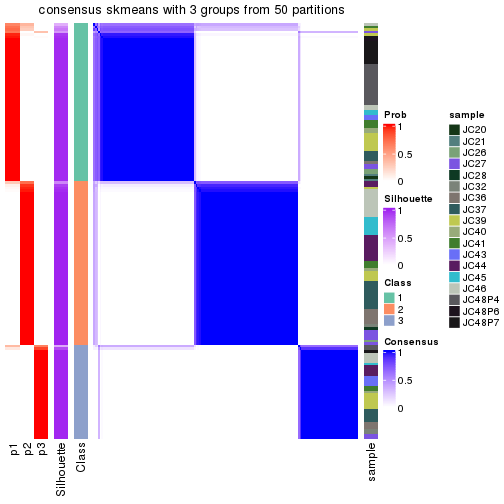 consensus skmeans with 3 groups from 50 partitions
Prob
1
0.5
0
Silhouette
1
0.5
0
Class
1
2
3
Consensus
1
0.5
0
sample
JC20
JC21
JC26
JC27
JC28
JC32
JC36
JC37
JC39
JC40
JC41
JC43
JC44
JC45
JC46
JC48P4
JC48P6
JC48P7
p1
p2
p3
Silhouette
Class
sample